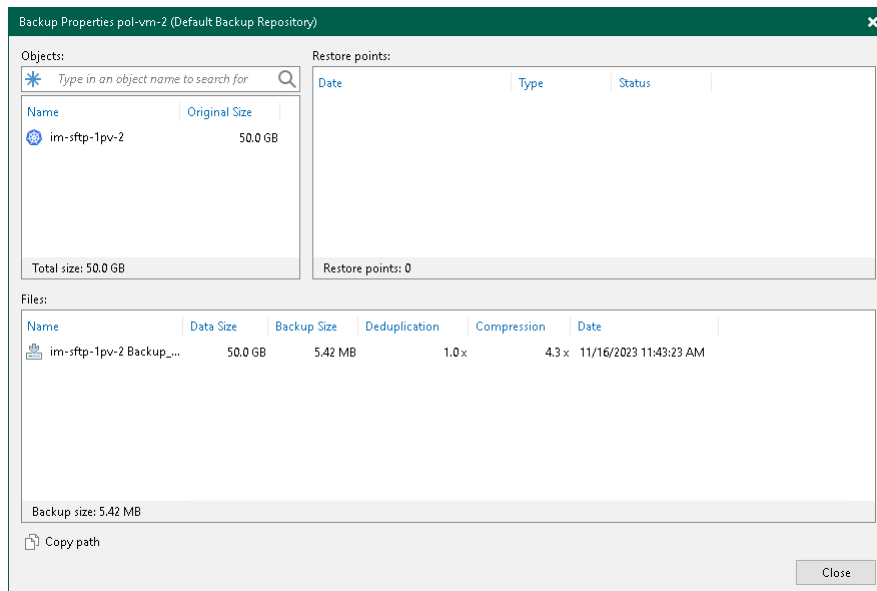 Backup Properties pol-vm-2 (Default Backup Repository)
Objects:
Type in an object name to search for
Name Original Size
im-sftp-1pv-2 50.0 GB
Total size: 50.0 GB
Restore points:
Date Type Status
Restore points: 0
Files:
Name Data Size Backup Size Deduplication Compression Date
im-sftp-1pv-2 Backup_... 50.0 GB 5.42 MB 1.0x 4.3x 11/16/2023 11:43:23 AM
Backup size: 5.42 MB
Copy path
Close